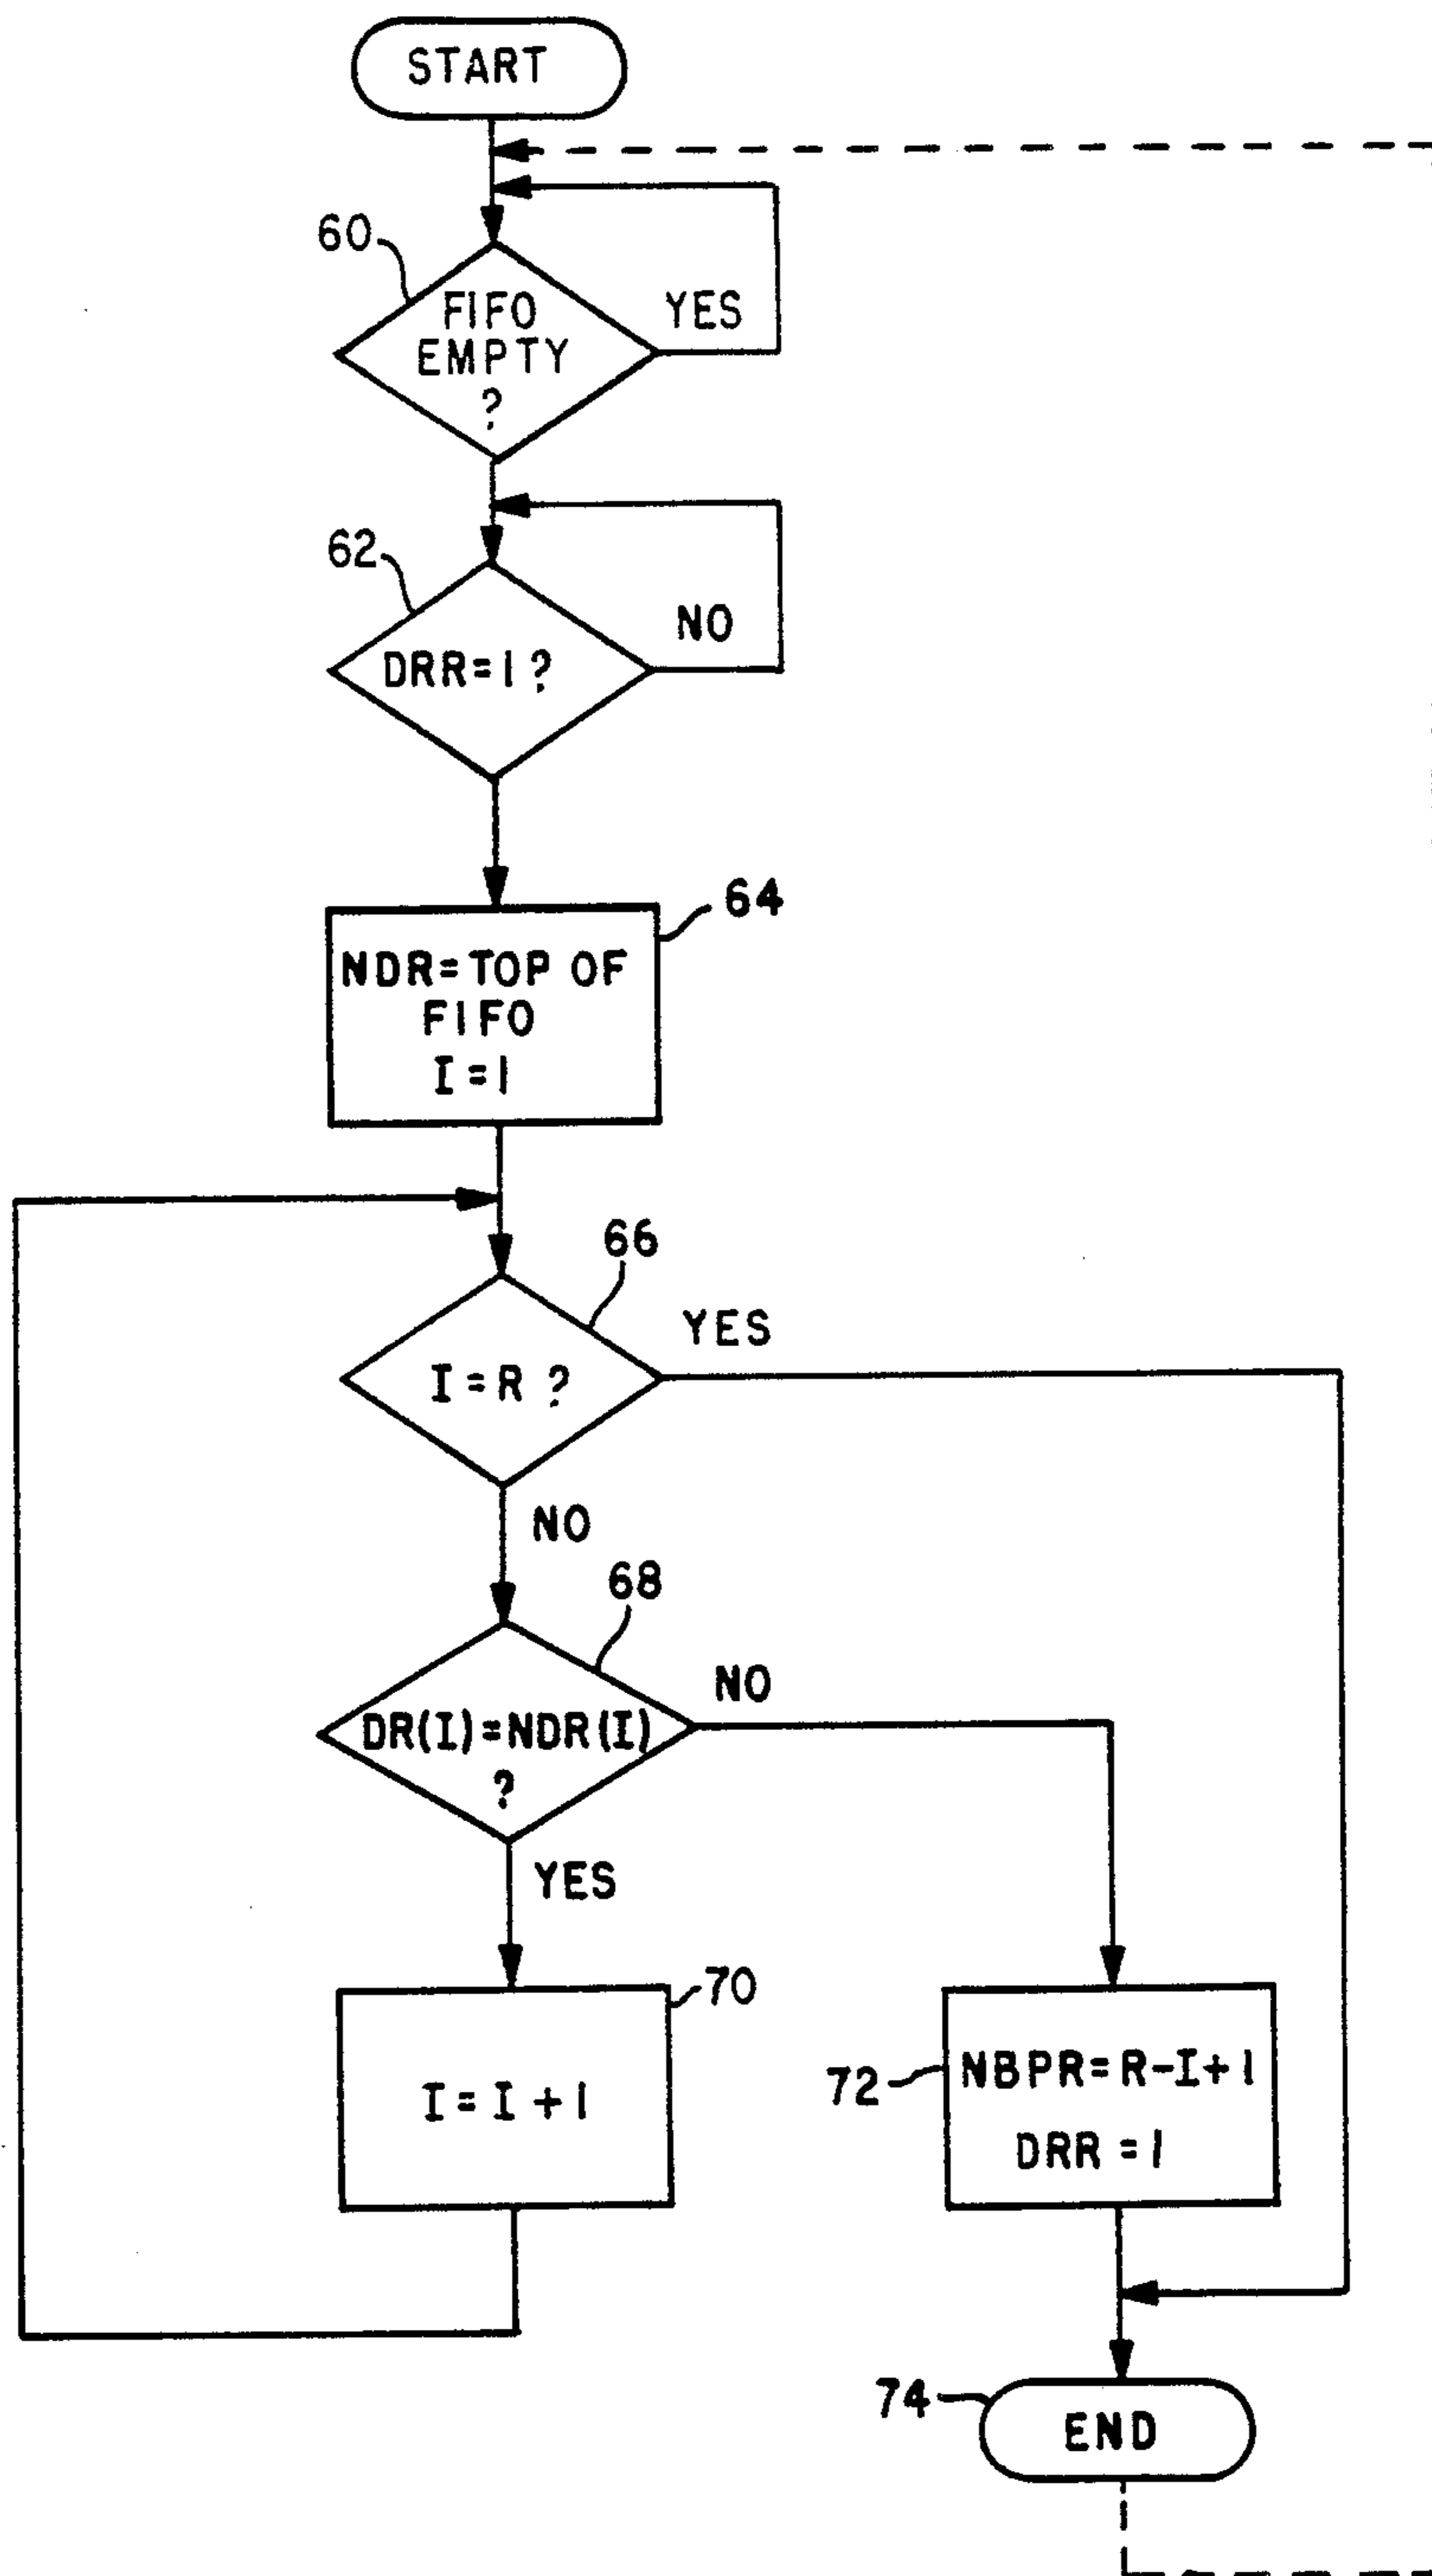 START
60
FIFO
EMPTY
?
YES
62
DRR=1?
NO
64
NDR=TOP OF
FIFO
I=1
66
I=R ?
YES
NO
68
DR(I)=NDR(I)
?
NO
YES
70
I=I+1
72
NBPR=R-I+1
DRR=1
74
END